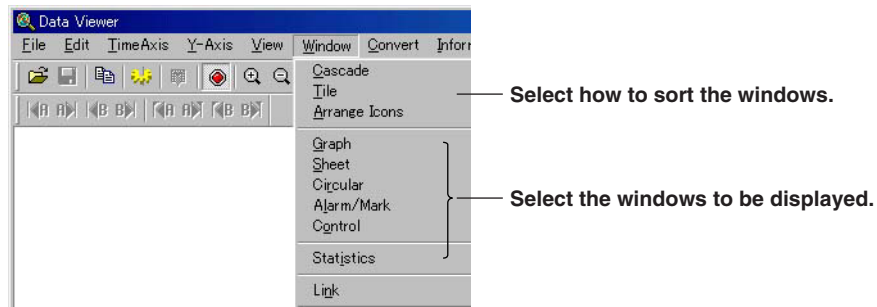 Data Viewer
File Edit TimeAxis Y-Axis View Window Convert Inforr
Cascade
Tile
Arrange Icons
Select how to sort the windows.
Graph
Sheet
Circular
Alarm/Mark
Control
Statistics
Select the windows to be displayed.
Link